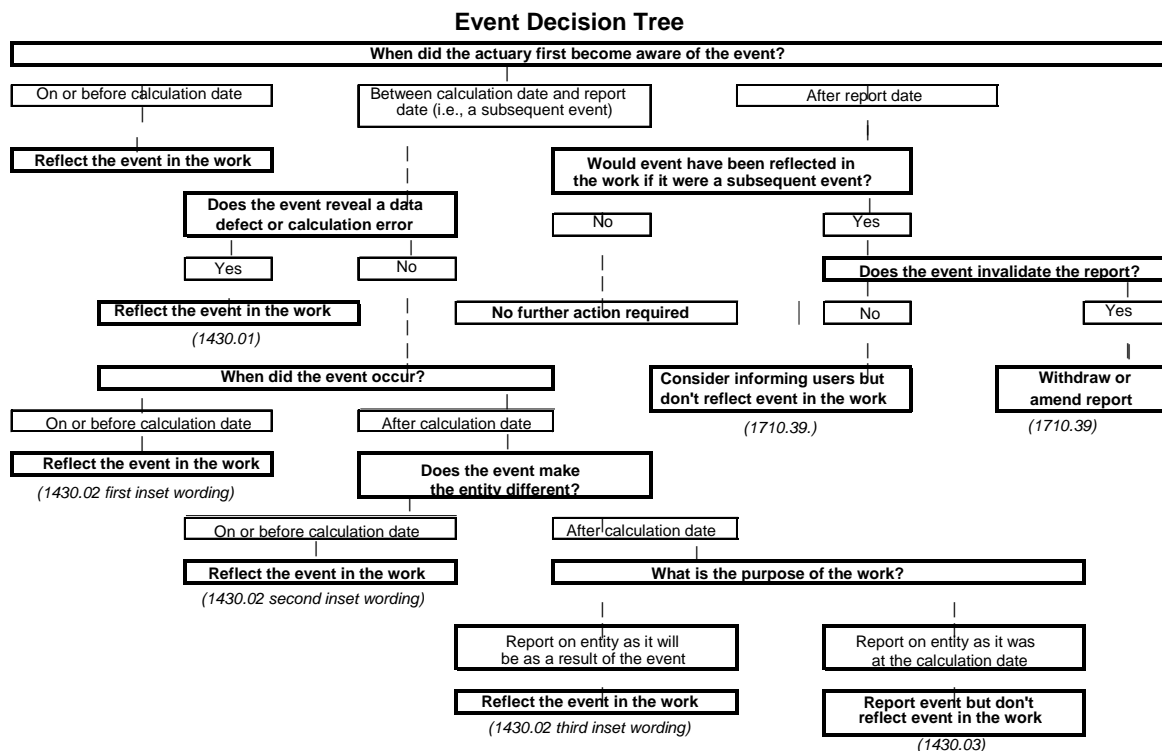 Event Decision Tree
When did the actuary first become aware of the event?
On or before calculation date
Between calculation date and report
date (i.e., a subsequent event)
After report date
Reflect the event in the work
Would event have been reflected in
the work if it were a subsequent event?
Does the event reveal a data
defect or calculation error
No
Yes
Yes
No
Does the event invalidate the report?
Reflect the event in the work
(1430.01)
No further action required
No
Yes
When did the event occur?
Consider informing users but
don't reflect event in the work
(1710.39.)
Withdraw or
amend report
(1710.39)
On or before calculation date
After calculation date
Reflect the event in the work
(1430.02 first inset wording)
Does the event make
the entity different?
On or before calculation date
After calculation date
Reflect the event in the work
(1430.02 second inset wording)
What is the purpose of the work?
Report on entity as it will
be as a result of the event
Report on entity as it was
at the calculation date
Reflect the event in the work
(1430.02 third inset wording)
Report event but don't
reflect event in the work
(1430.03)